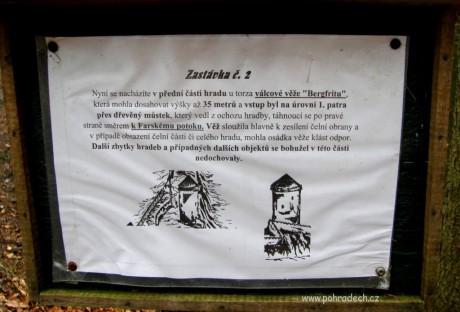 Zastávka č. 2
Nyní se nacházíte v přední části hradu u torza válcové věže "Bergfritu",
která mohla dosahovat výšky až 35 metrů a vstup byl na úrovni 1. patra
přes dřevěný můstek, který vedl z ochozu hradby, táhnoucí se po pravé
straně směrem k Farskému potoku. Věž sloužila hlavně k zesílení čelní obrany a
v případě obsazení čelní části či celého hradu, mohla osádka věže klást odpor.
Další zbytky hradeb a případných dalších objektů se bohužel v této části
nedochovaly.
www.pohradech.cz